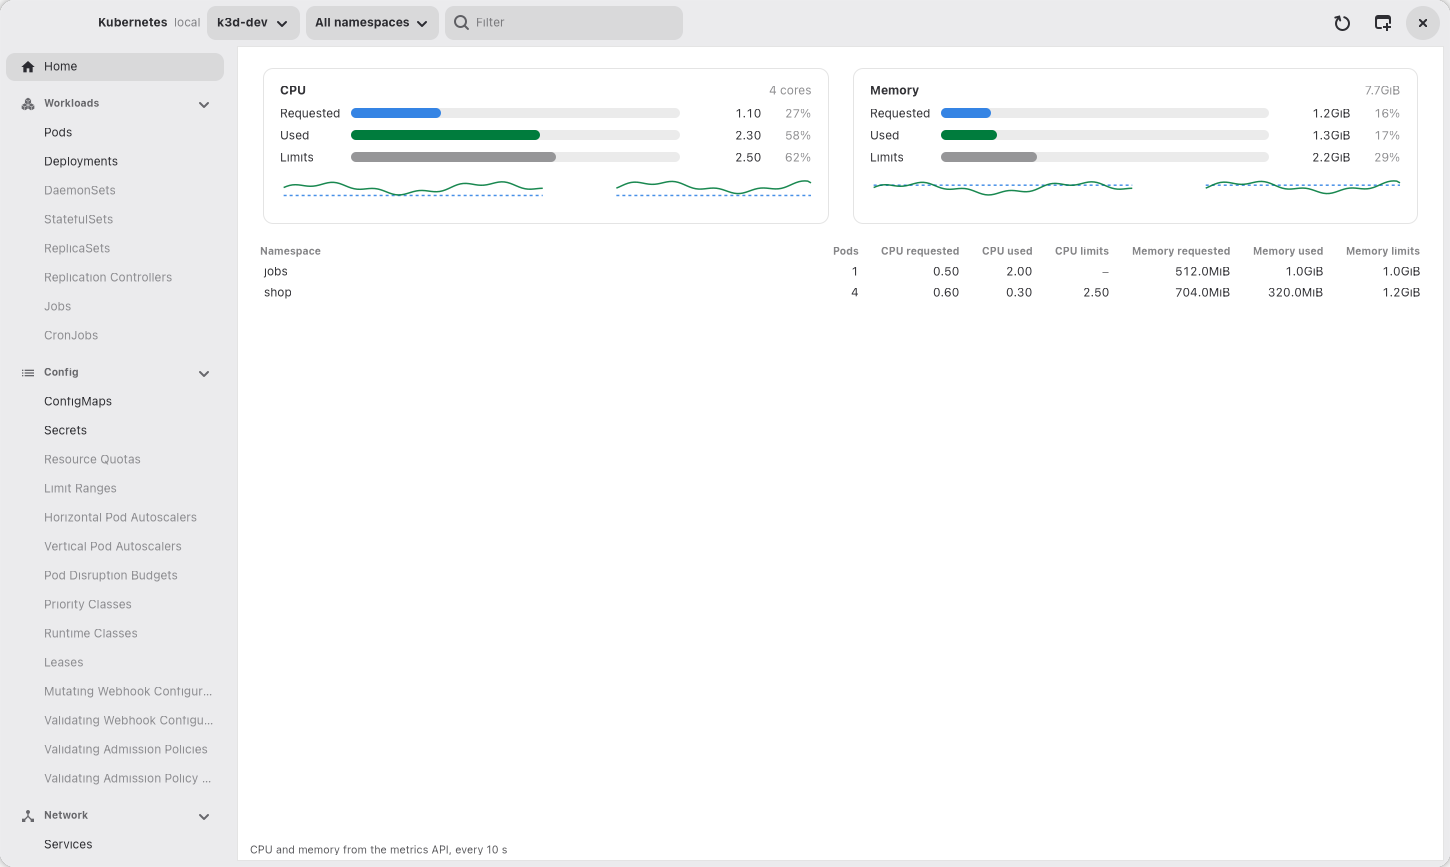 Kubernetes local k3d-dev All namespaces Filter
Home
Workloads
Pods
Deployments
DaemonSets
StatefulSets
ReplicaSets
Replication Controllers
Jobs
CronJobs
Config
ConfigMaps
Secrets
Resource Quotas
Limit Ranges
Horizontal Pod Autoscalers
Vertical Pod Autoscalers
Pod Disruption Budgets
Priority Classes
Runtime Classes
Leases
Mutating Webhook Configur...
Validating Webhook Configu...
Validating Admission Policies
Validating Admission Policy ...
Network
Services
CPU 4 cores
Requested 1.10 27%
Used 2.30 58%
Limits 2.50 62%
Memory 7.7GiB
Requested 1.2GiB 16%
Used 1.3GiB 17%
Limits 2.2GiB 29%
Namespace Pods CPU requested CPU used CPU limits Memory requested Memory used Memory limits
jobs 1 0.50 2.00 – 512.0MiB 1.0GiB 1.0GiB
shop 4 0.60 0.30 2.50 704.0MiB 320.0MiB 1.2GiB
CPU and memory from the metrics API, every 10 s